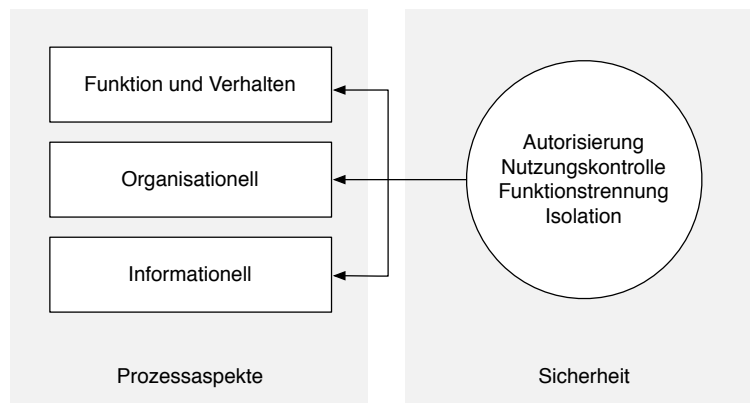 Funktion und Verhalten
Organisationell
Informationell
Prozessaspekte
Autorisierung
Nutzungskontrolle
Funktionstrennung
Isolation
Sicherheit